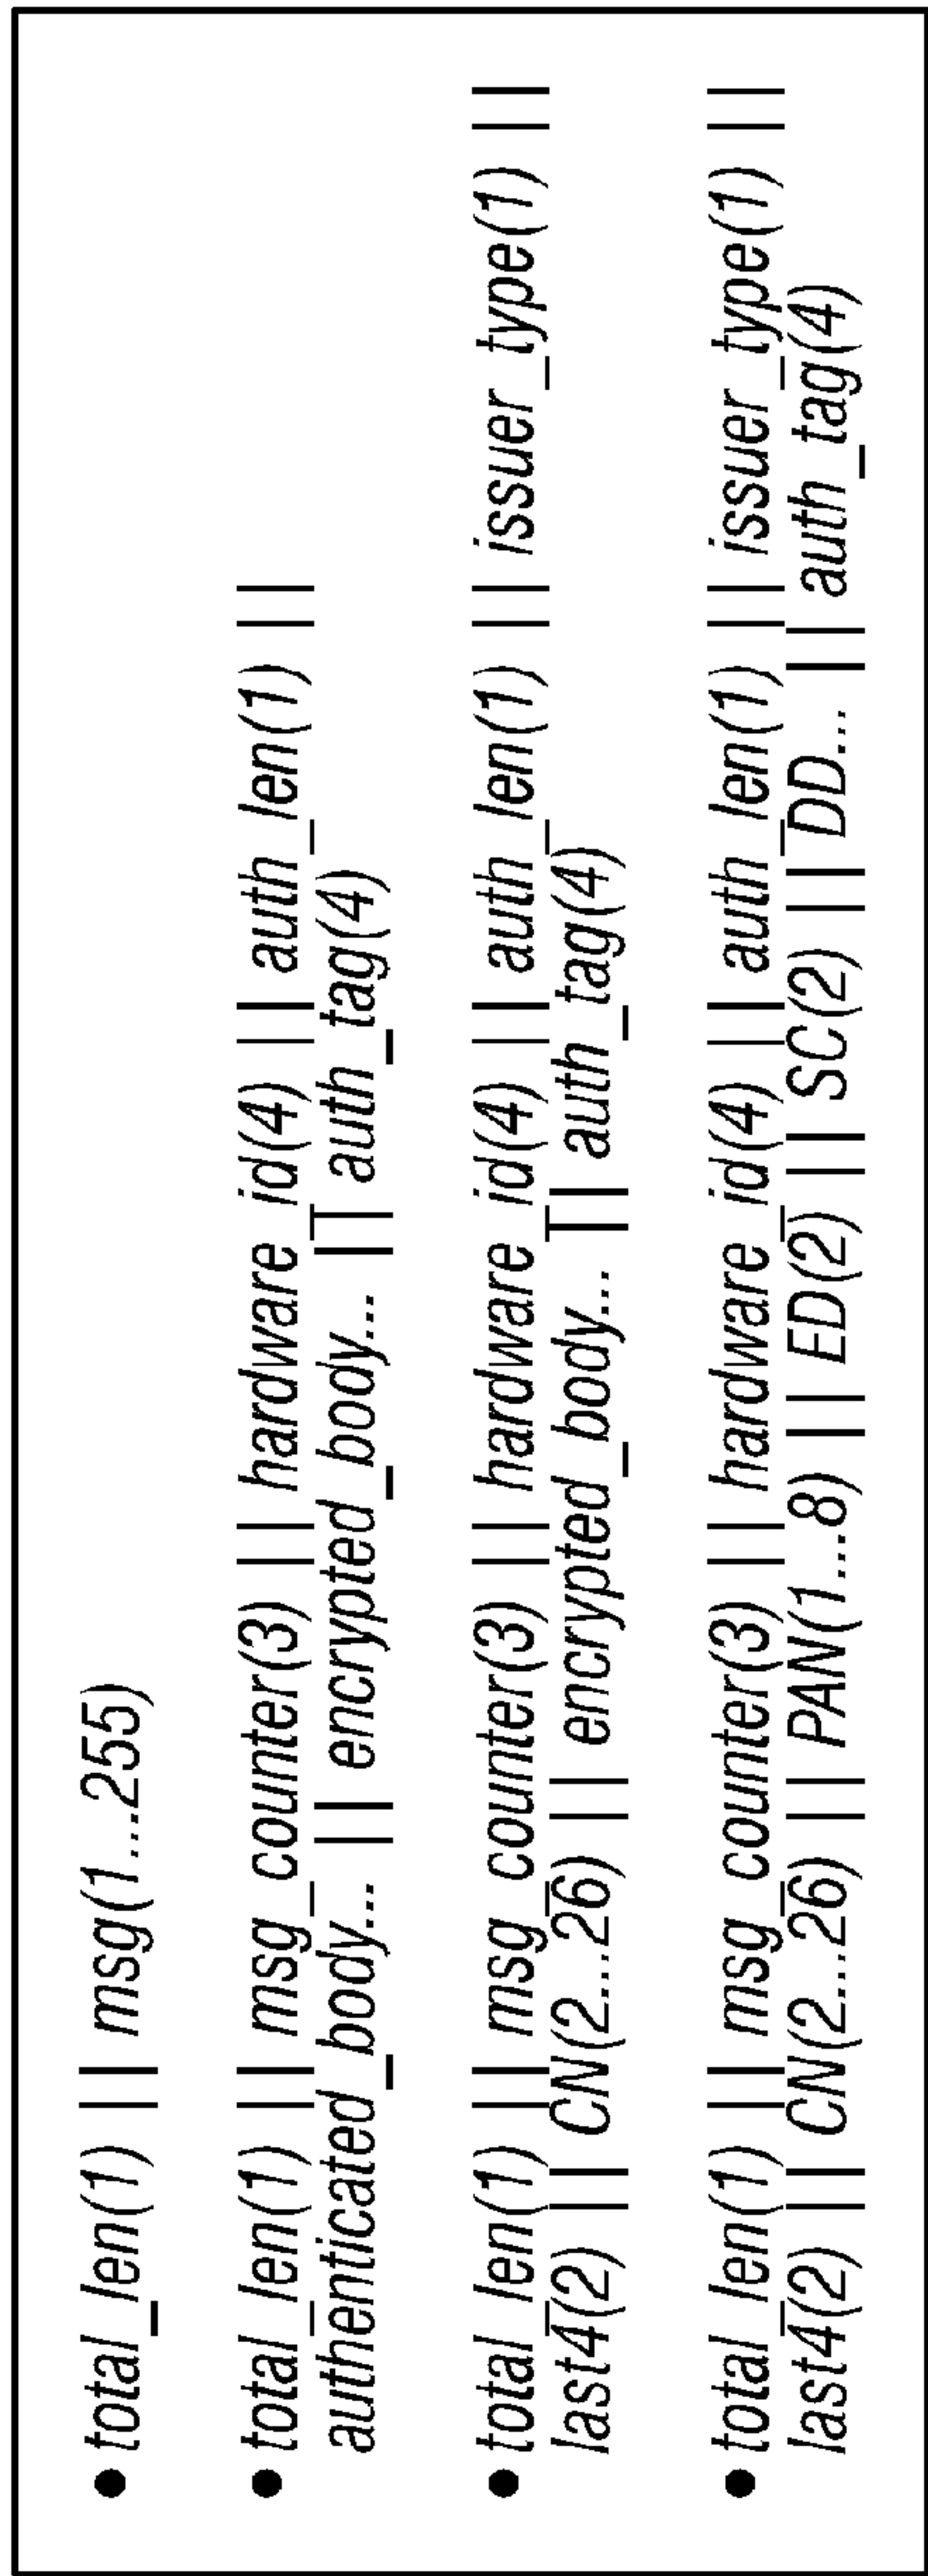 • total_len(1) || msg(1...255)
• total_len(1) || msg_counter(3) || hardware_id(4) || auth_len(1) ||
authenticated_body... || encrypted_body... || auth_tag(4)
• total_len(1) || msg_counter(3) || hardware_id(4) || auth_len(1) || issuer_type(1) ||
last4(2) || CN(2...26) || encrypted_body... || auth_tag(4)
• total_len(1) || msg_counter(3) || hardware_id(4) || auth_len(1) || issuer_type(1) ||
last4(2) || CN(2...26) || PAN(1...8) || ED(2) || SC(2) || DD... || auth_tag(4)